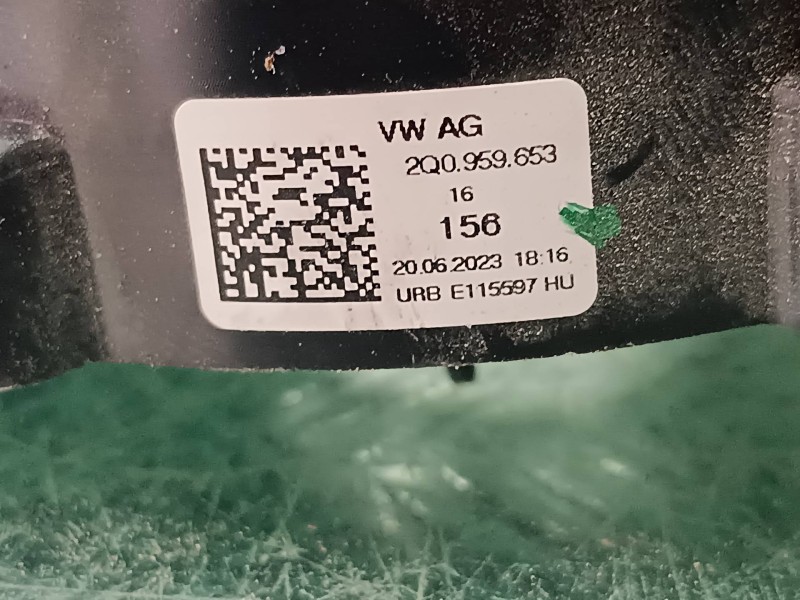 VW AG
2Q0.959.653
16
156
20.06.2023 18:16
URB E115597 HU